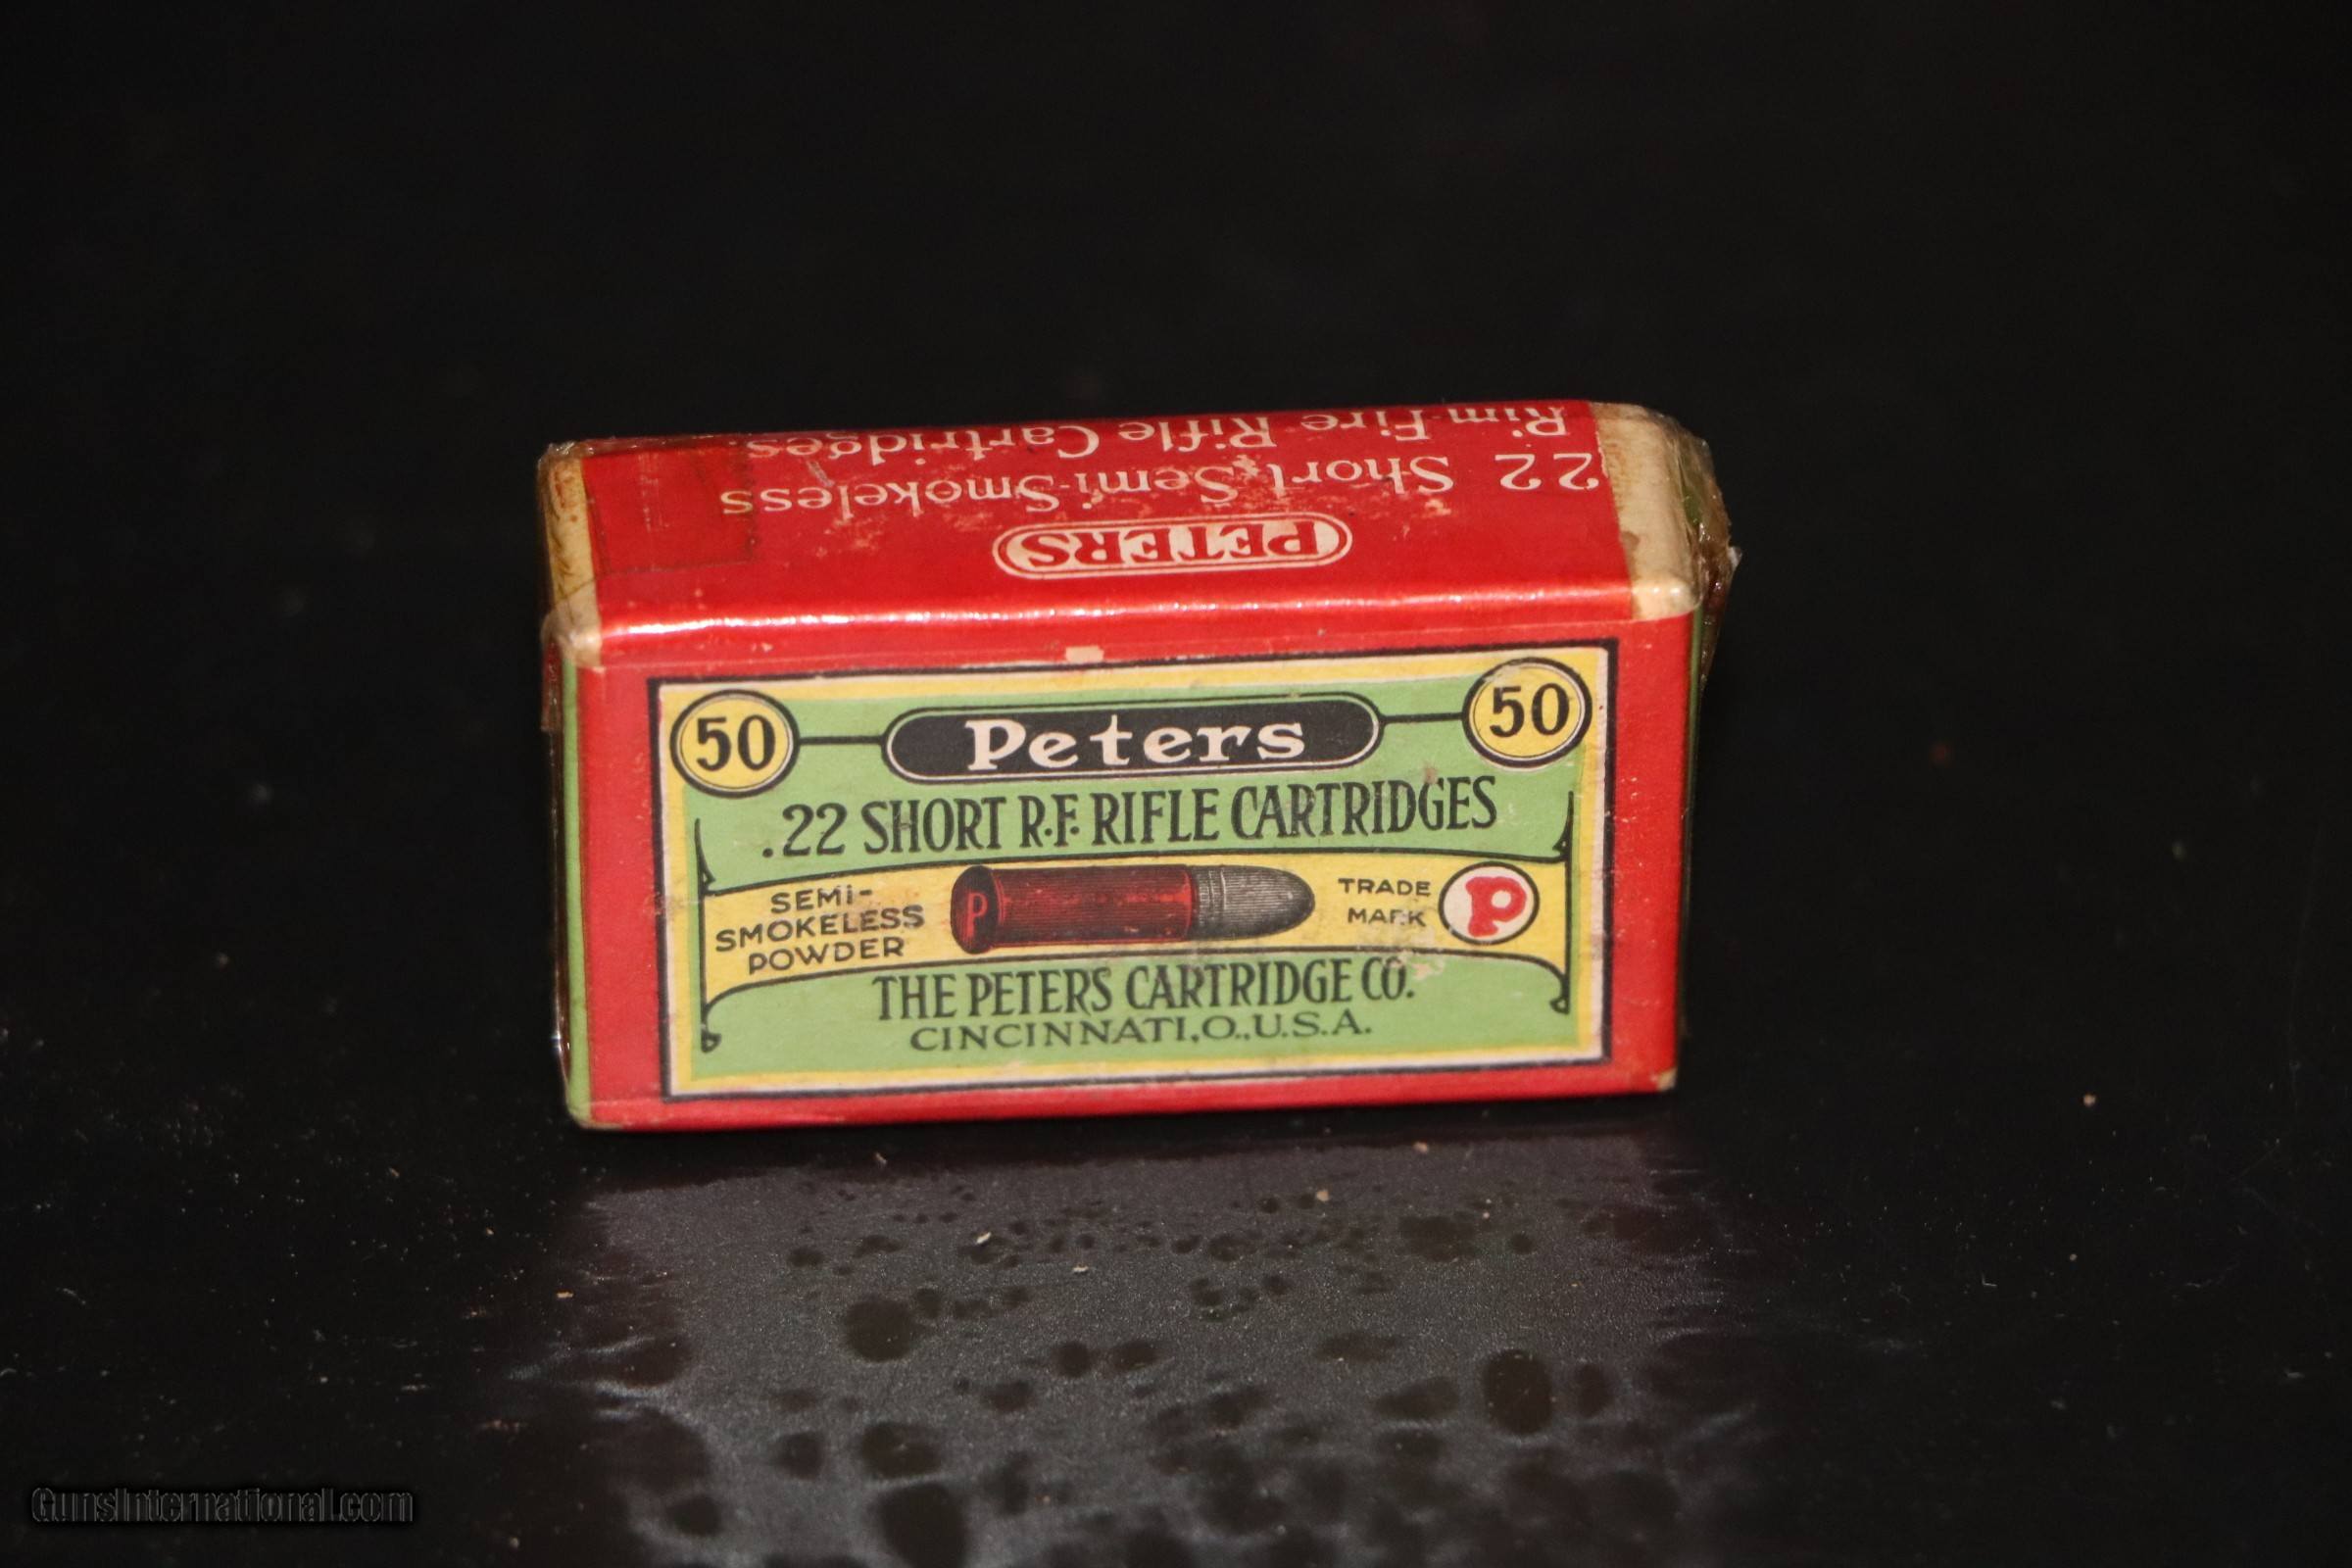 Rim-Fire Rifle Cartridges.
22 Short Semi-Smokeless
PETERS
50 Peters 50
.22 SHORT R.F. RIFLE CARTRIDGES
SEMI-
SMOKELESS
POWDER
P
TRADE
MARK
P
THE PETERS CARTRIDGE CO.
CINCINNATI,O.,U.S.A.
GunsInternational.com